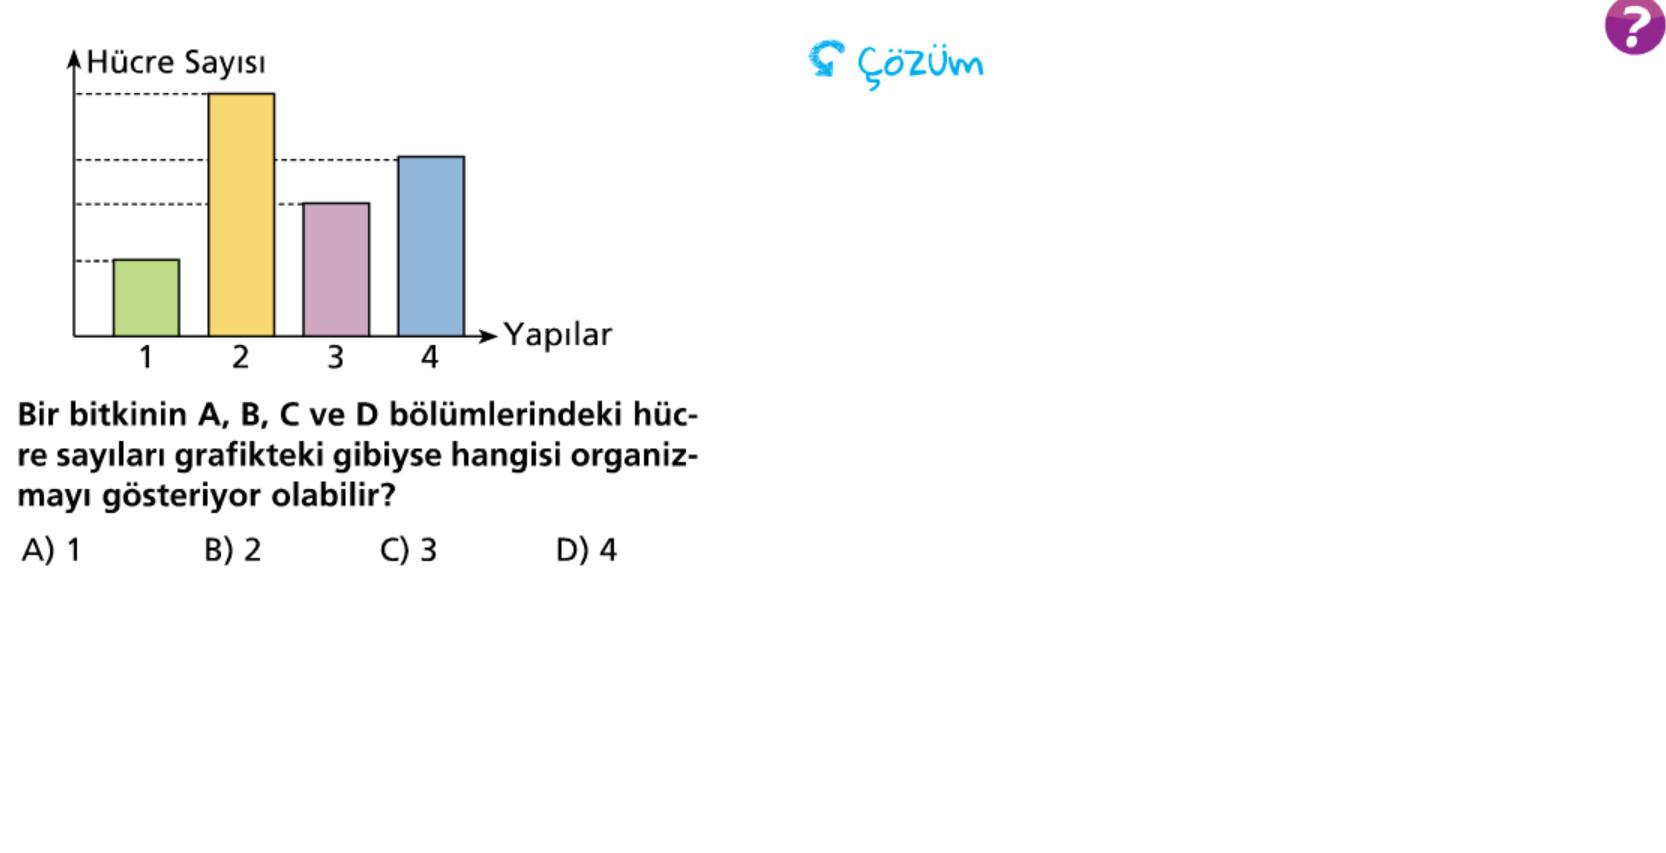 Hücre Sayısı
Yapılar
1 2 3 4
Bir bitkinin A, B, C ve D bölümlerindeki hüc-
re sayıları grafikteki gibiyse hangisi organiz-
mayı gösteriyor olabilir?
A) 1 B) 2 C) 3 D) 4
Çözüm
?